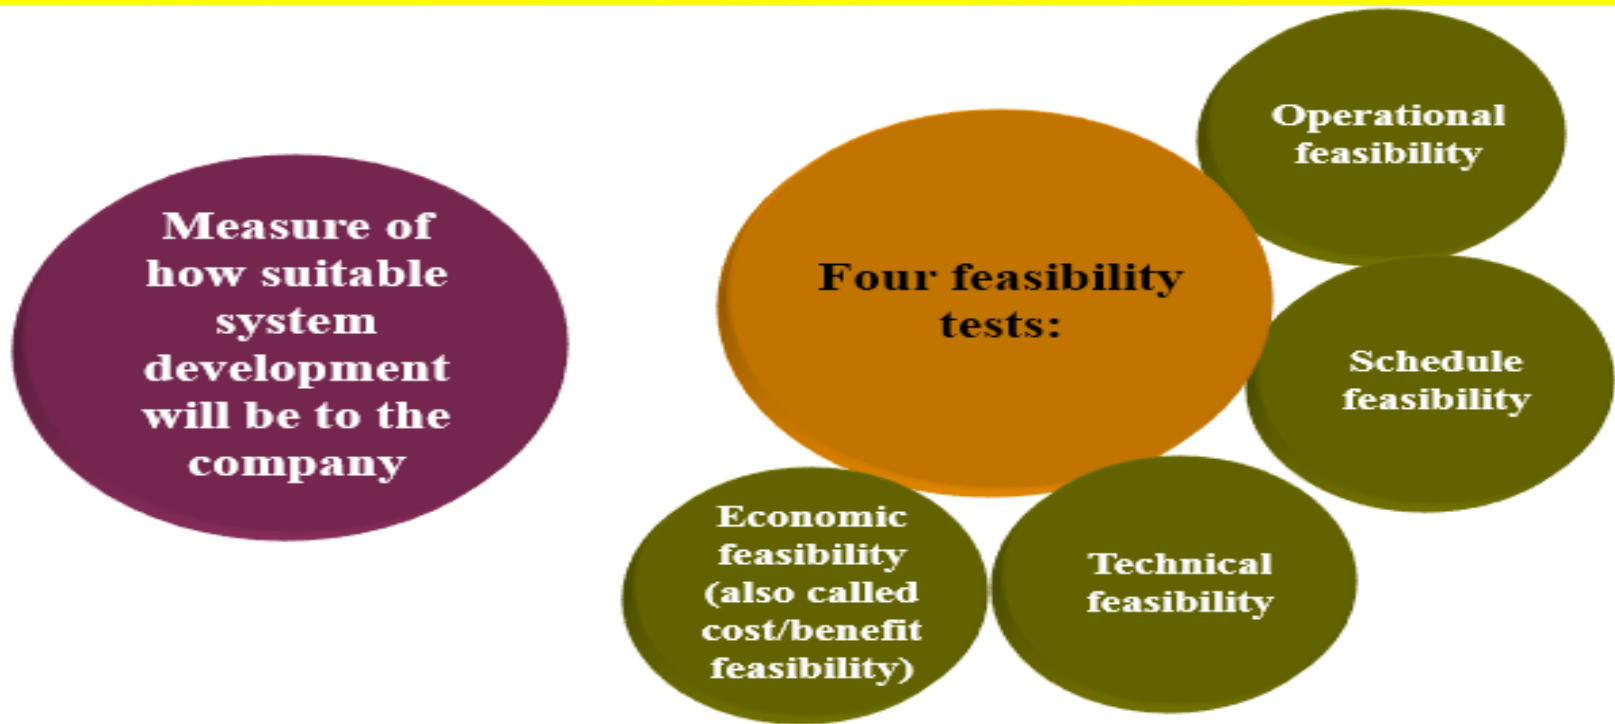 Measure of
how suitable
system
development
will be to the
company
Four feasibility
tests:
Operational
feasibility
Schedule
feasibility
Technical
feasibility
Economic
feasibility
(also called
cost/benefit
feasibility)